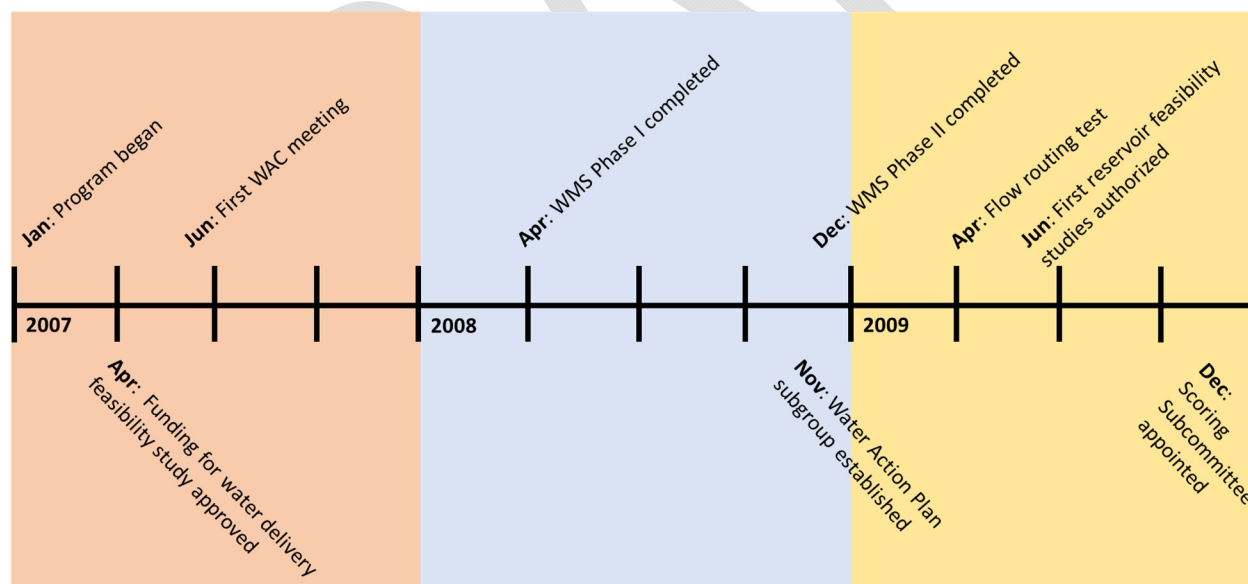 Jan: Program began
Jun: First WAC meeting
Apr: WMS Phase I completed
Dec: WMS Phase II completed
Apr: Flow routing test
Jun: First reservoir feasibility
studies authorized
2007
2008
2009
Apr: Funding for water delivery
feasibility study approved
Nov: Water Action Plan
subgroup established
Dec:
Scoring
Subcommittee
appointed